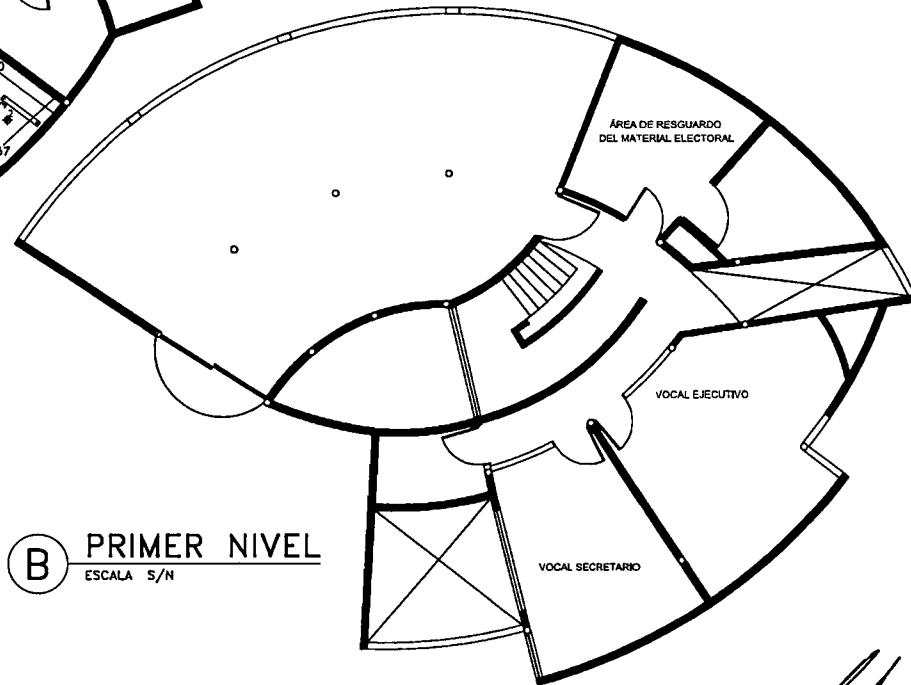 ÁREA DE RESGUARDO
DEL MATERIAL ELECTORAL
VOCAL EJECUTIVO
VOCAL SECRETARIO
B
PRIMER NIVEL
ESCALA S/N